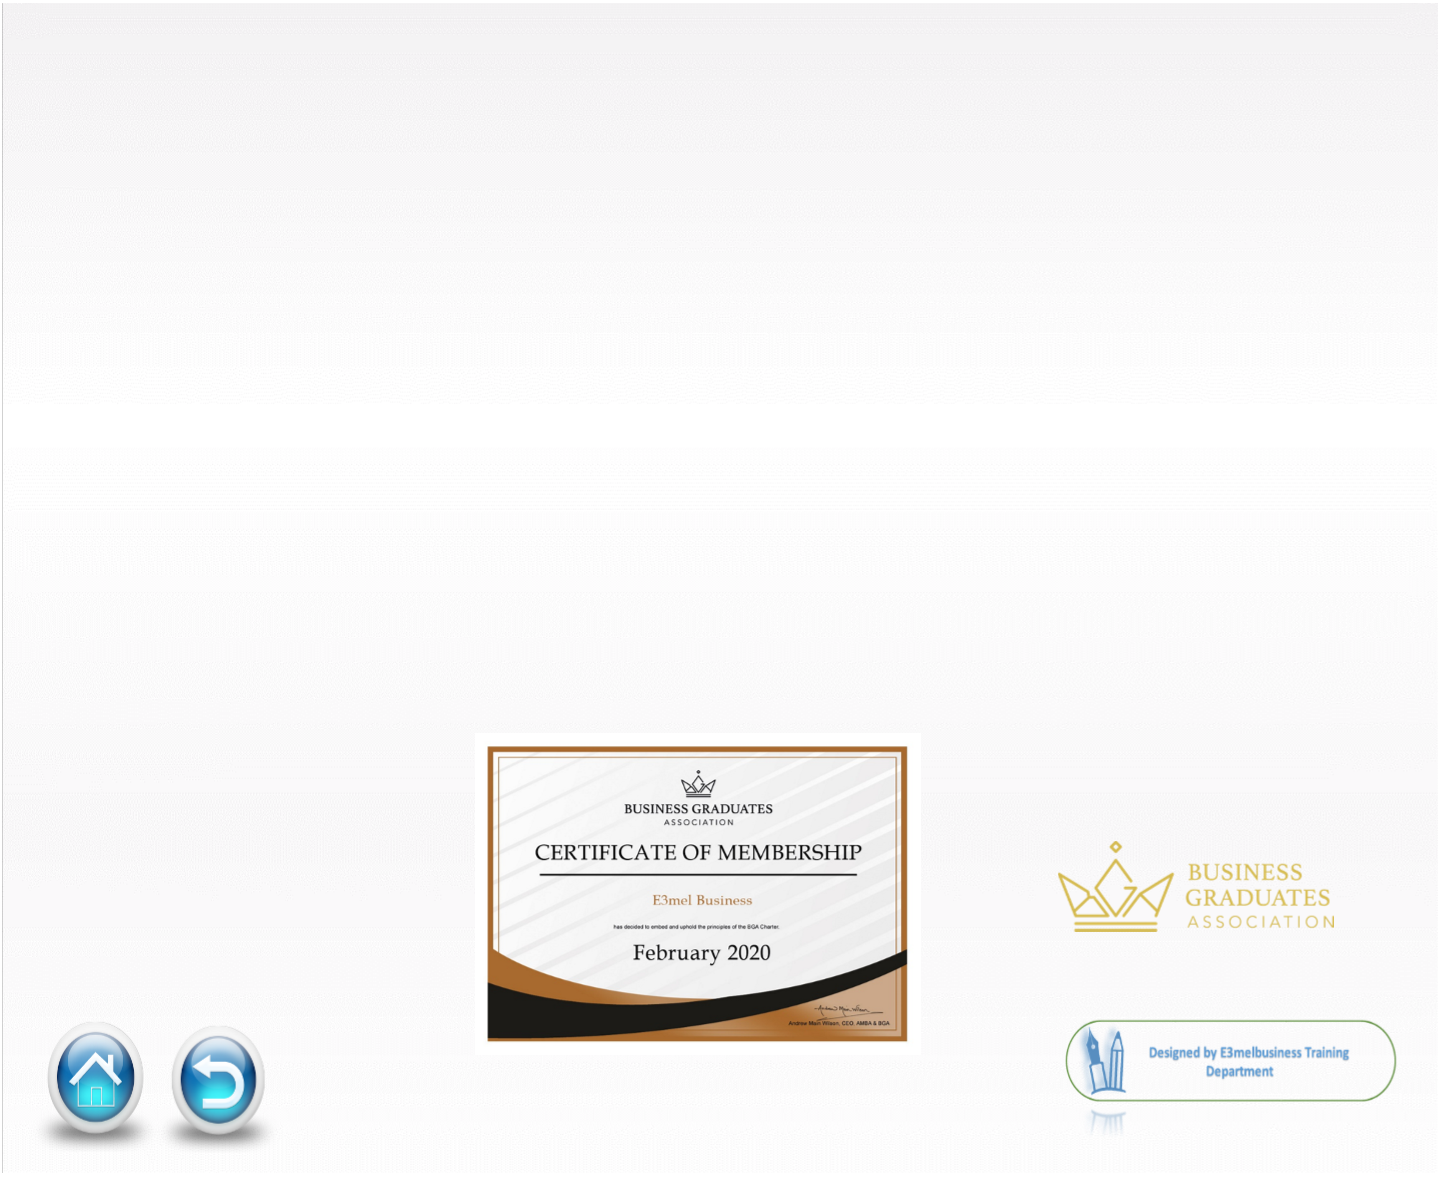 BUSINESS GRADUATES
ASSOCIATION
CERTIFICATE OF MEMBERSHIP
E3mel Business
has decided to embed and uphold the principles of the BGA Charter.
February 2020
Andrew Main Wilson, CEO, AMBA & BGA
BUSINESS
GRADUATES
ASSOCIATION
Designed by E3melbusiness Training
Department